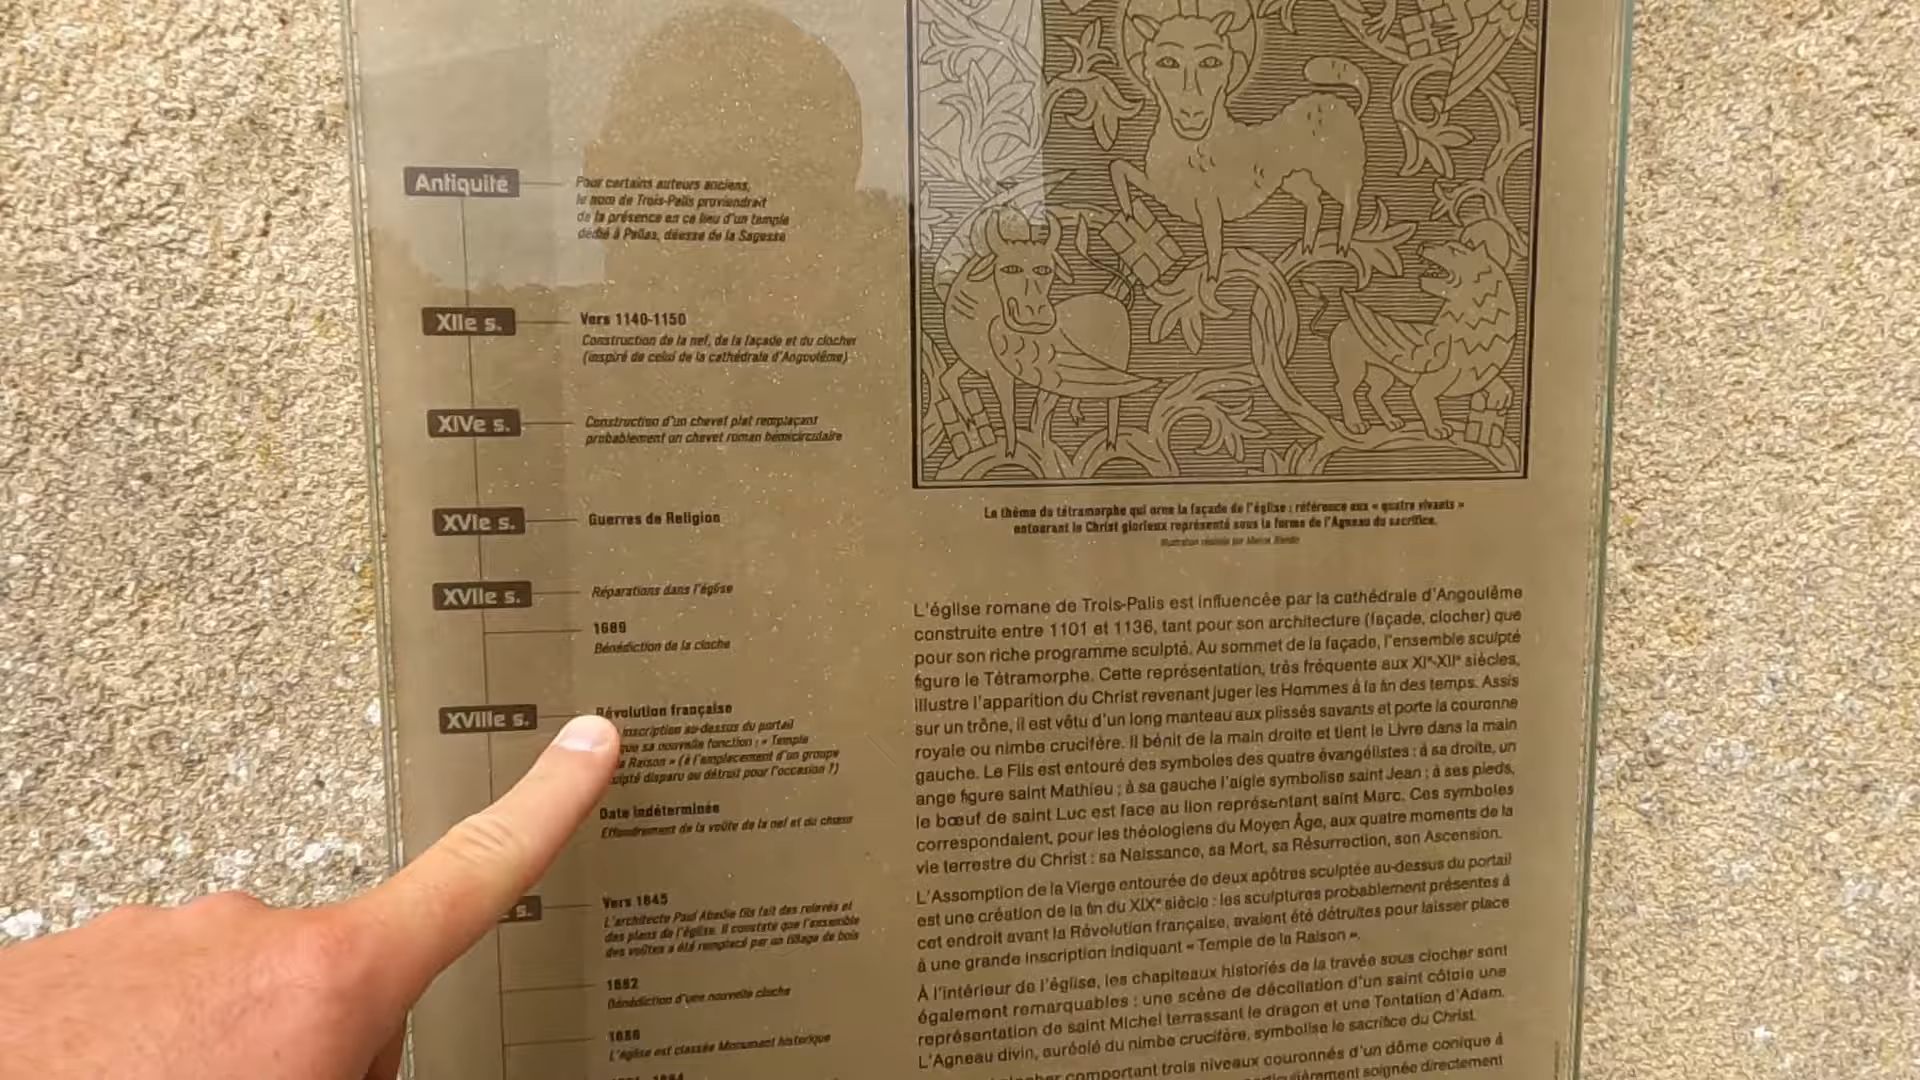 Antiquité
Pour certains auteurs anciens,
le nom de Trois-Palis proviendrait
de la présence en ce lieu d'un temple
dédié à Pallas, déesse de la Sagesse
XIIe s.
Vers 1140-1150
Construction de la nef, de la façade et du clocher
(inspiré de celui de la cathédrale d'Angoulême)
XIVe s.
Construction d'un chevet plat remplaçant
probablement un chevet roman hémicirculaire
XVIe s.
Guerres de Religion
XVIIe s.
Réparations dans l'église
1689
Bénédiction de la cloche
XVIIIe s.
Révolution française
inscription au-dessus du portail
que sa nouvelle fonction : « Temple
la Raison » (à l'emplacement d'un groupe
sculpté disparu ou détruit pour l'occasion ?)
Date indéterminée
Effondrement de la voûte de la nef et du chœur
s.
Vers 1845
L'architecte Paul Abadie fils fait des relevés et
des plans de l'église. Il constate que l'ensemble
des voûtes a été remplacé par un lattage de bois
1882
Bénédiction d'une nouvelle cloche
1886
L'église est classée Monument historique
Le thème du tétramorphe qui orne la façade de l'église : référence aux « quatre vivants »
entourant le Christ glorieux représenté sous la forme de l'Agneau du sacrifice.
Illustration réalisée par
L'église romane de Trois-Palis est influencée par la cathédrale d'Angoulême
construite entre 1101 et 1136, tant pour son architecture (façade, clocher) que
pour son riche programme sculpté. Au sommet de la façade, l'ensemble sculpté
figure le Tétramorphe. Cette représentation, très fréquente aux XIe-XIIe siècles,
illustre l'apparition du Christ revenant juger les Hommes à la fin des temps. Assis
sur un trône, il est vêtu d'un long manteau aux plissés savants et porte la couronne
royale ou nimbe crucifère. Il bénit de la main droite et tient le Livre dans la main
gauche. Le Fils est entouré des symboles des quatre évangélistes : à sa droite, un
ange figure saint Mathieu ; à sa gauche l'aigle symbolise saint Jean ; à ses pieds,
le bœuf de saint Luc est face au lion représentant saint Marc. Ces symboles
correspondaient, pour les théologiens du Moyen Âge, aux quatre moments de la
vie terrestre du Christ : sa Naissance, sa Mort, sa Résurrection, son Ascension.
L'Assomption de la Vierge entourée de deux apôtres sculptée au-dessus du portail
est une création de la fin du XIXe siècle : les sculptures probablement présentes à
cet endroit avant la Révolution française, avaient été détruites pour laisser place
à une grande inscription indiquant « Temple de la Raison ».
À l'intérieur de l'église, les chapiteaux historiés de la travée sous clocher sont
également remarquables : une scène de décollation d'un saint côtoie une
représentation de saint Michel terrassant le dragon et une Tentation d'Adam.
L'Agneau divin, auréolé du nimbe crucifère, symbolise le sacrifice du Christ.
clocher comportant trois niveaux couronnés d'un dôme conique à
soignée directement